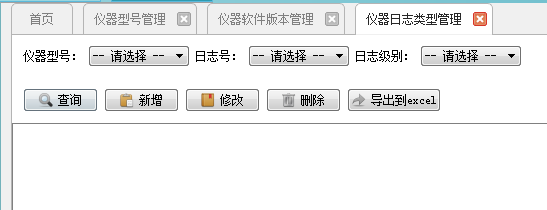 首页 仪器型号管理 仪器软件版本管理 仪器日志类型管理
仪器型号： -- 请选择 -- 日志号： -- 请选择 -- 日志级别： -- 请选择 --
查询 新增 修改 删除 导出到excel